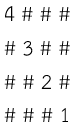 4 # # #
# 3 # #
# # 2 #
# # # 1